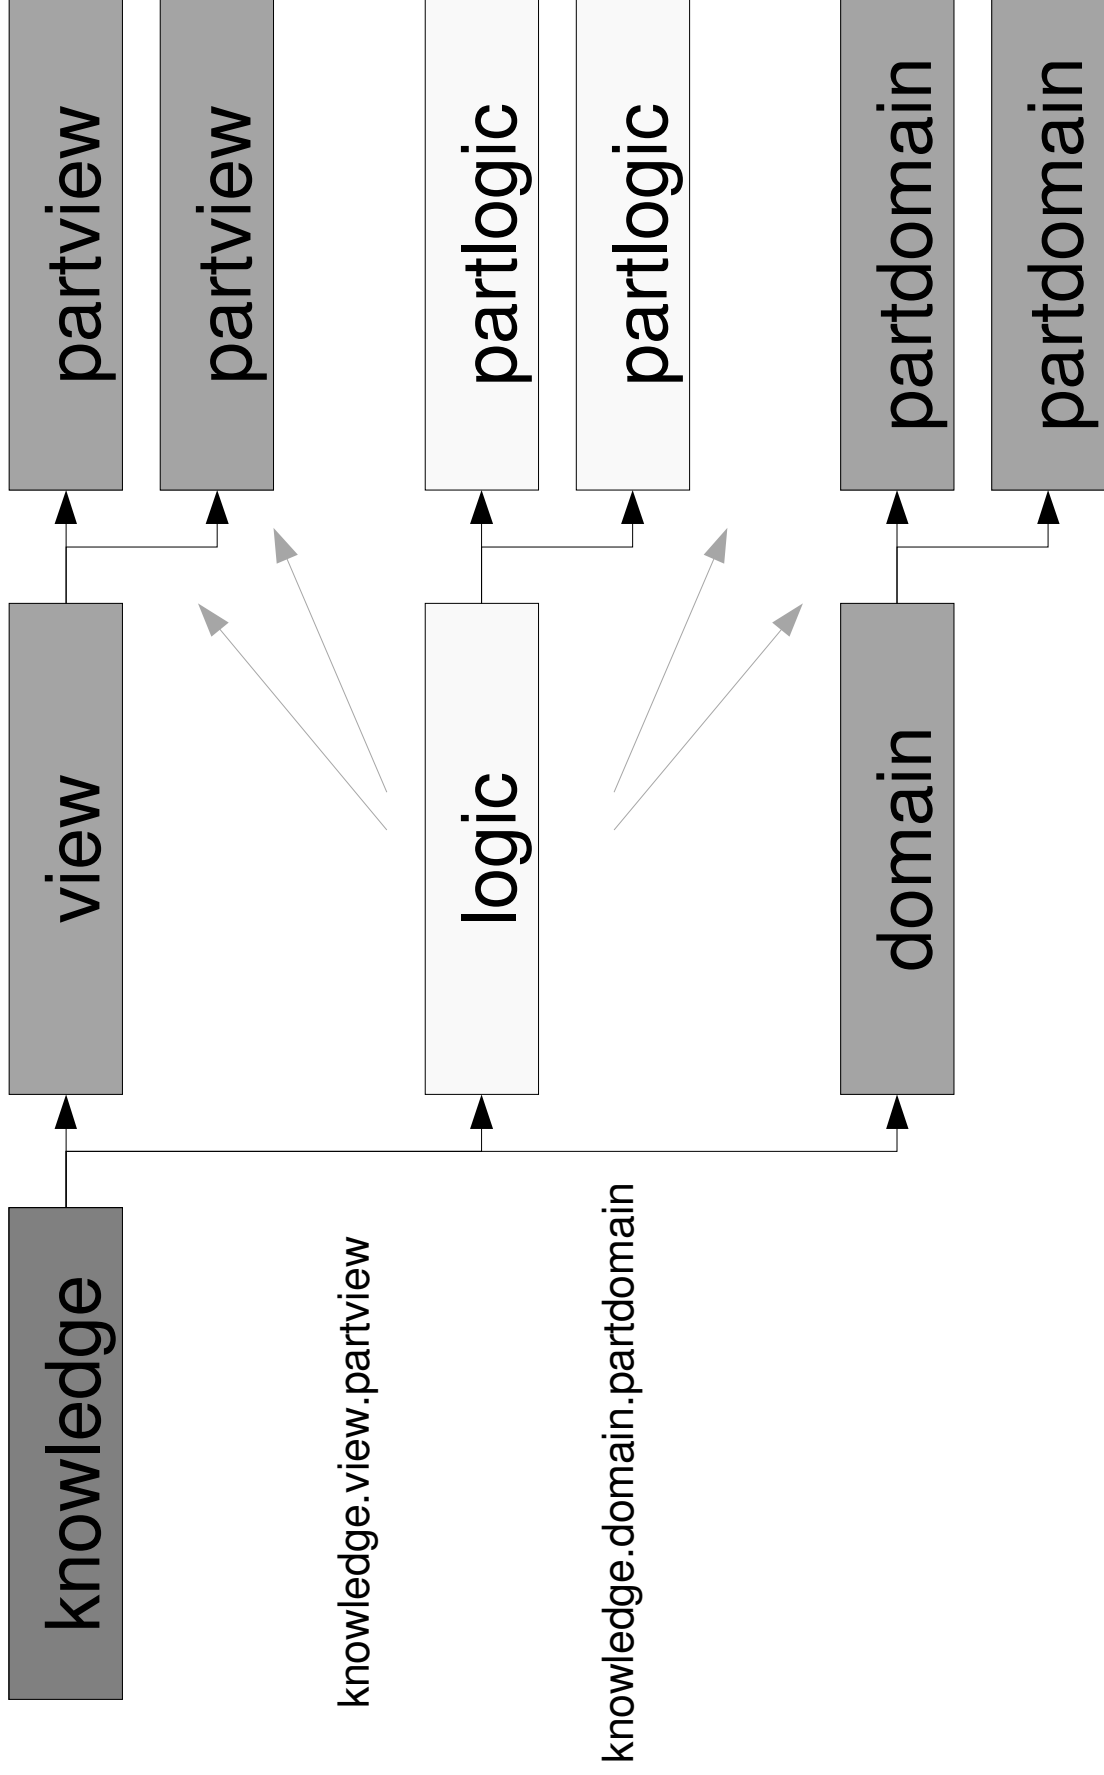 knowledge
view
partview
partview
knowledge.view.partview
logic
partlogic
knowledge.domain.partdomain
partlogic
domain
partdomain
partdomain